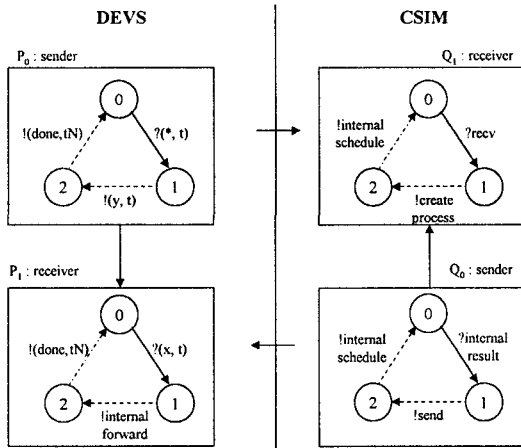 DEVS
CSIM
P0 : sender
Q1 : receiver
0
!(done,tN)
?(*, t)
2
1
!(y, t)
0
!internal
schedule
?recv
2
1
!create
process
P1 : receiver
Q0 : sender
0
!(done,tN)
?(x, t)
2
1
!internal
forward
0
!internal
schedule
?internal
result
2
1
!send